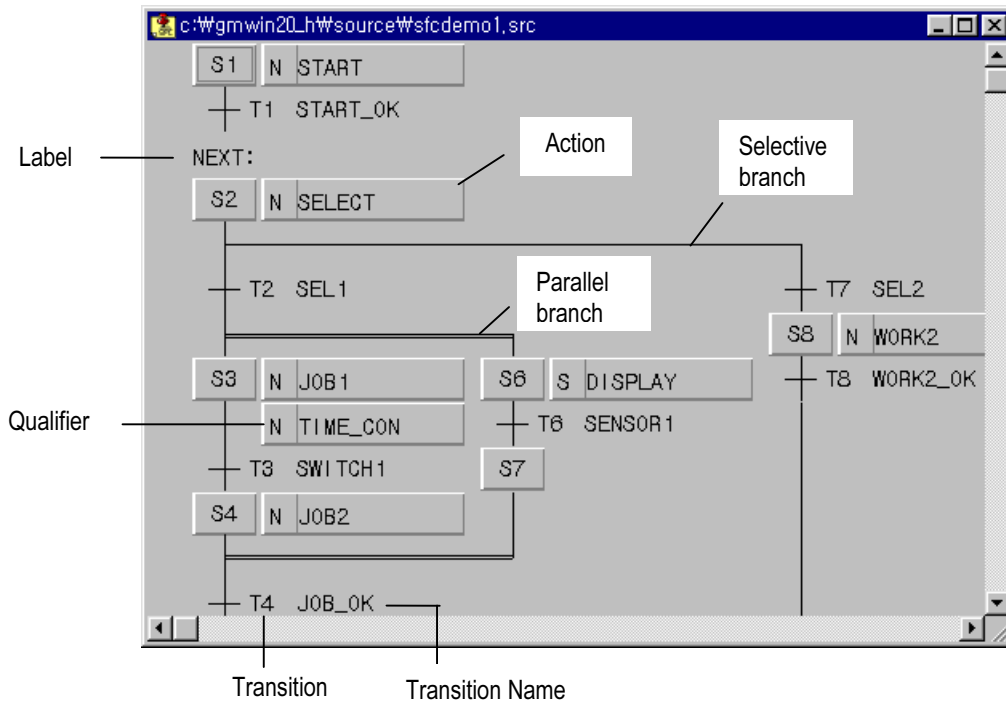 c:₩gmwin20_h₩source₩sfcdemo1,src
S1 N START
T1 START_OK
Label
NEXT:
Action
Selective
branch
S2 N SELECT
T2 SEL1
Parallel
branch
T7 SEL2
S8 N WORK2
S3 N JOB1
S6 S DISPLAY
T8 WORK2_OK
Qualifier
N TIME_CON
T6 SENSOR1
T3 SWITCH1
S7
S4 N JOB2
T4 JOB_OK
Transition
Transition Name